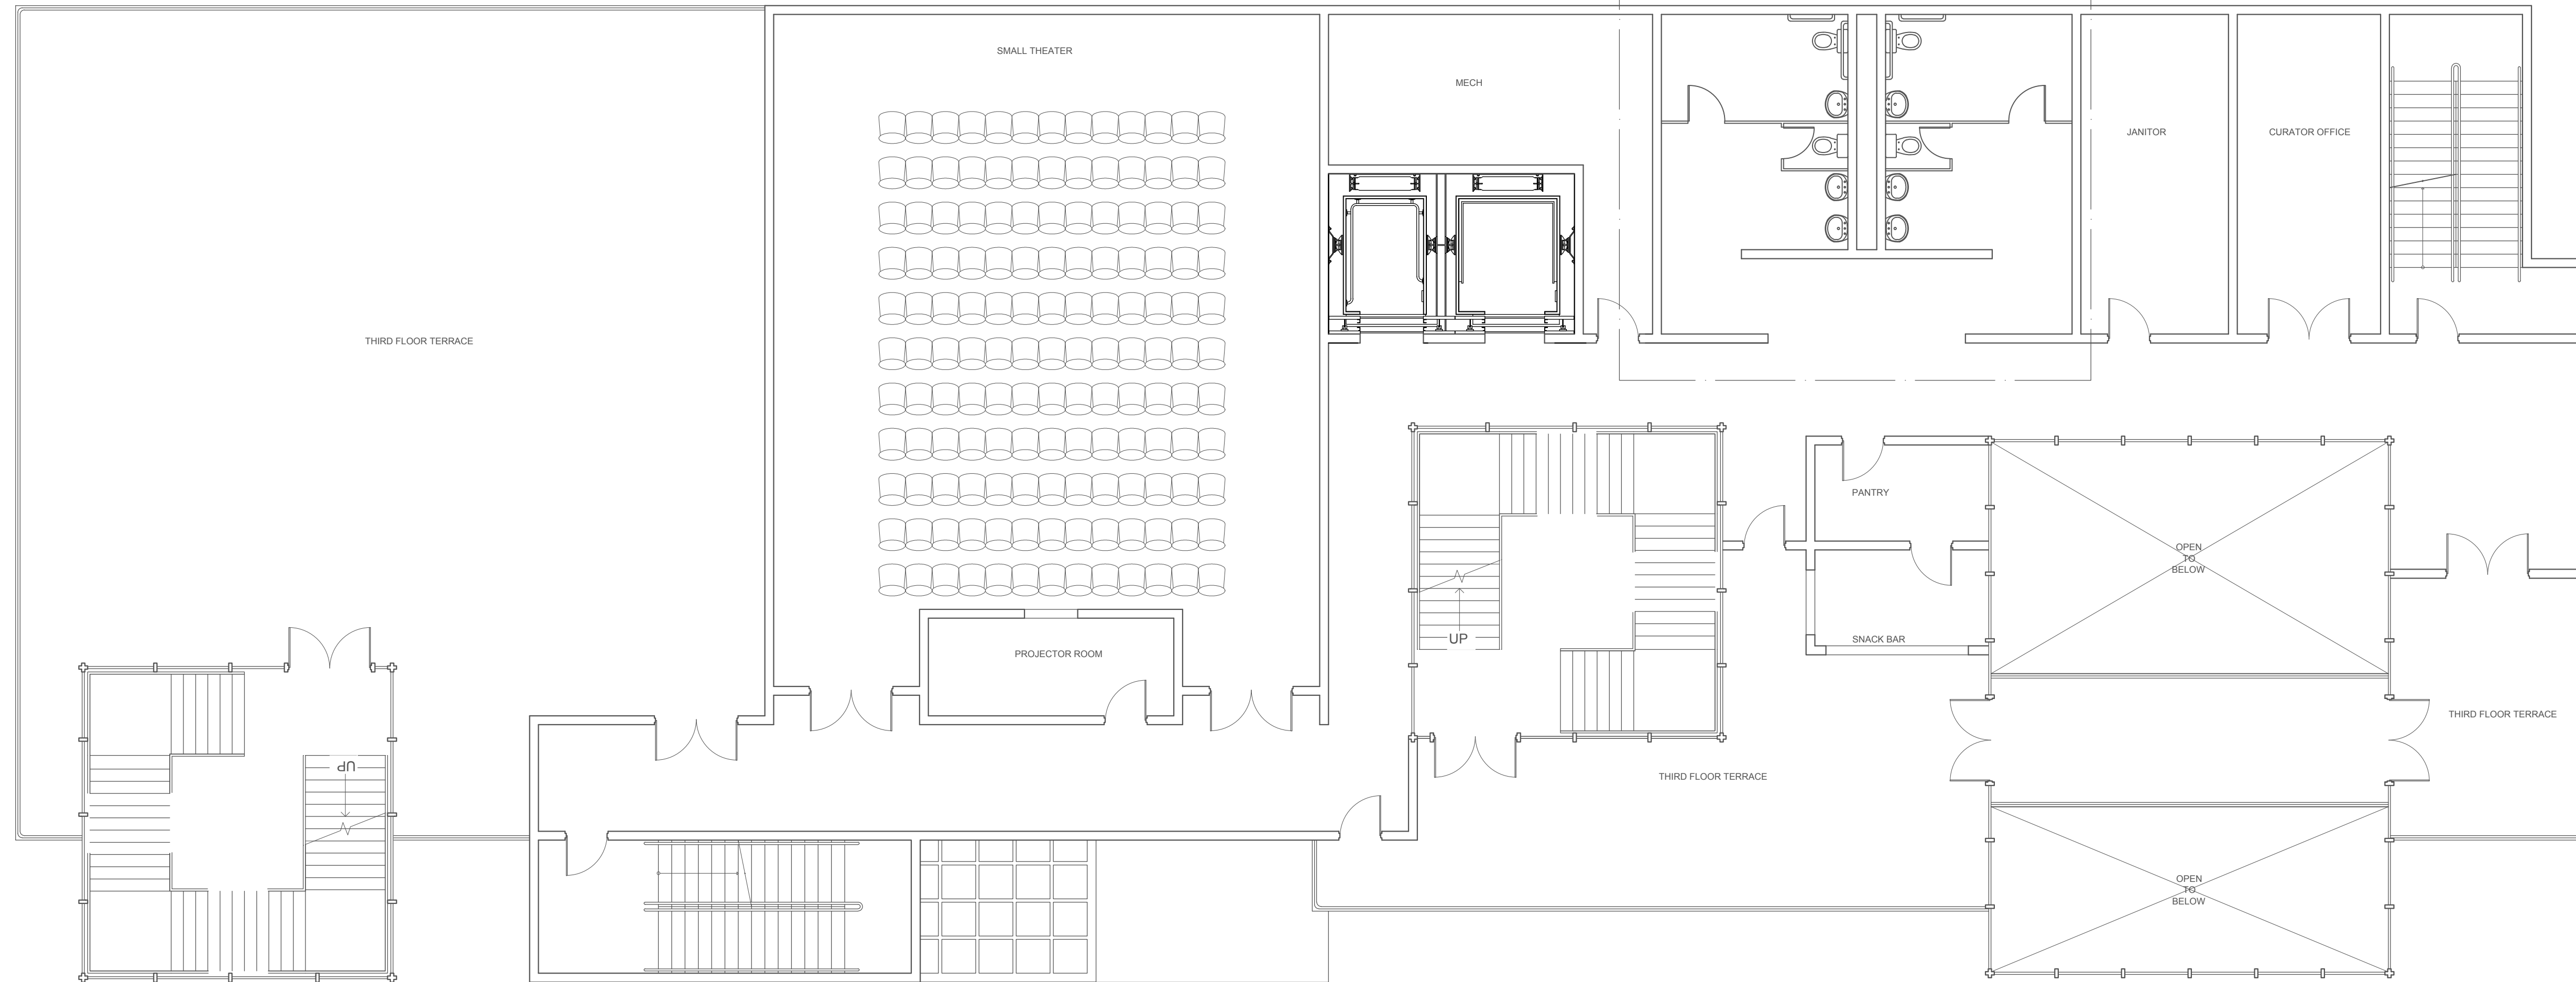 SMALL THEATER
MECH
JANITOR
CURATOR OFFICE
THIRD FLOOR TERRACE
PANTRY
OPEN
TO
BELOW
UP
SNACK BAR
PROJECTOR ROOM
THIRD FLOOR TERRACE
UP
THIRD FLOOR TERRACE
OPEN
TO
BELOW